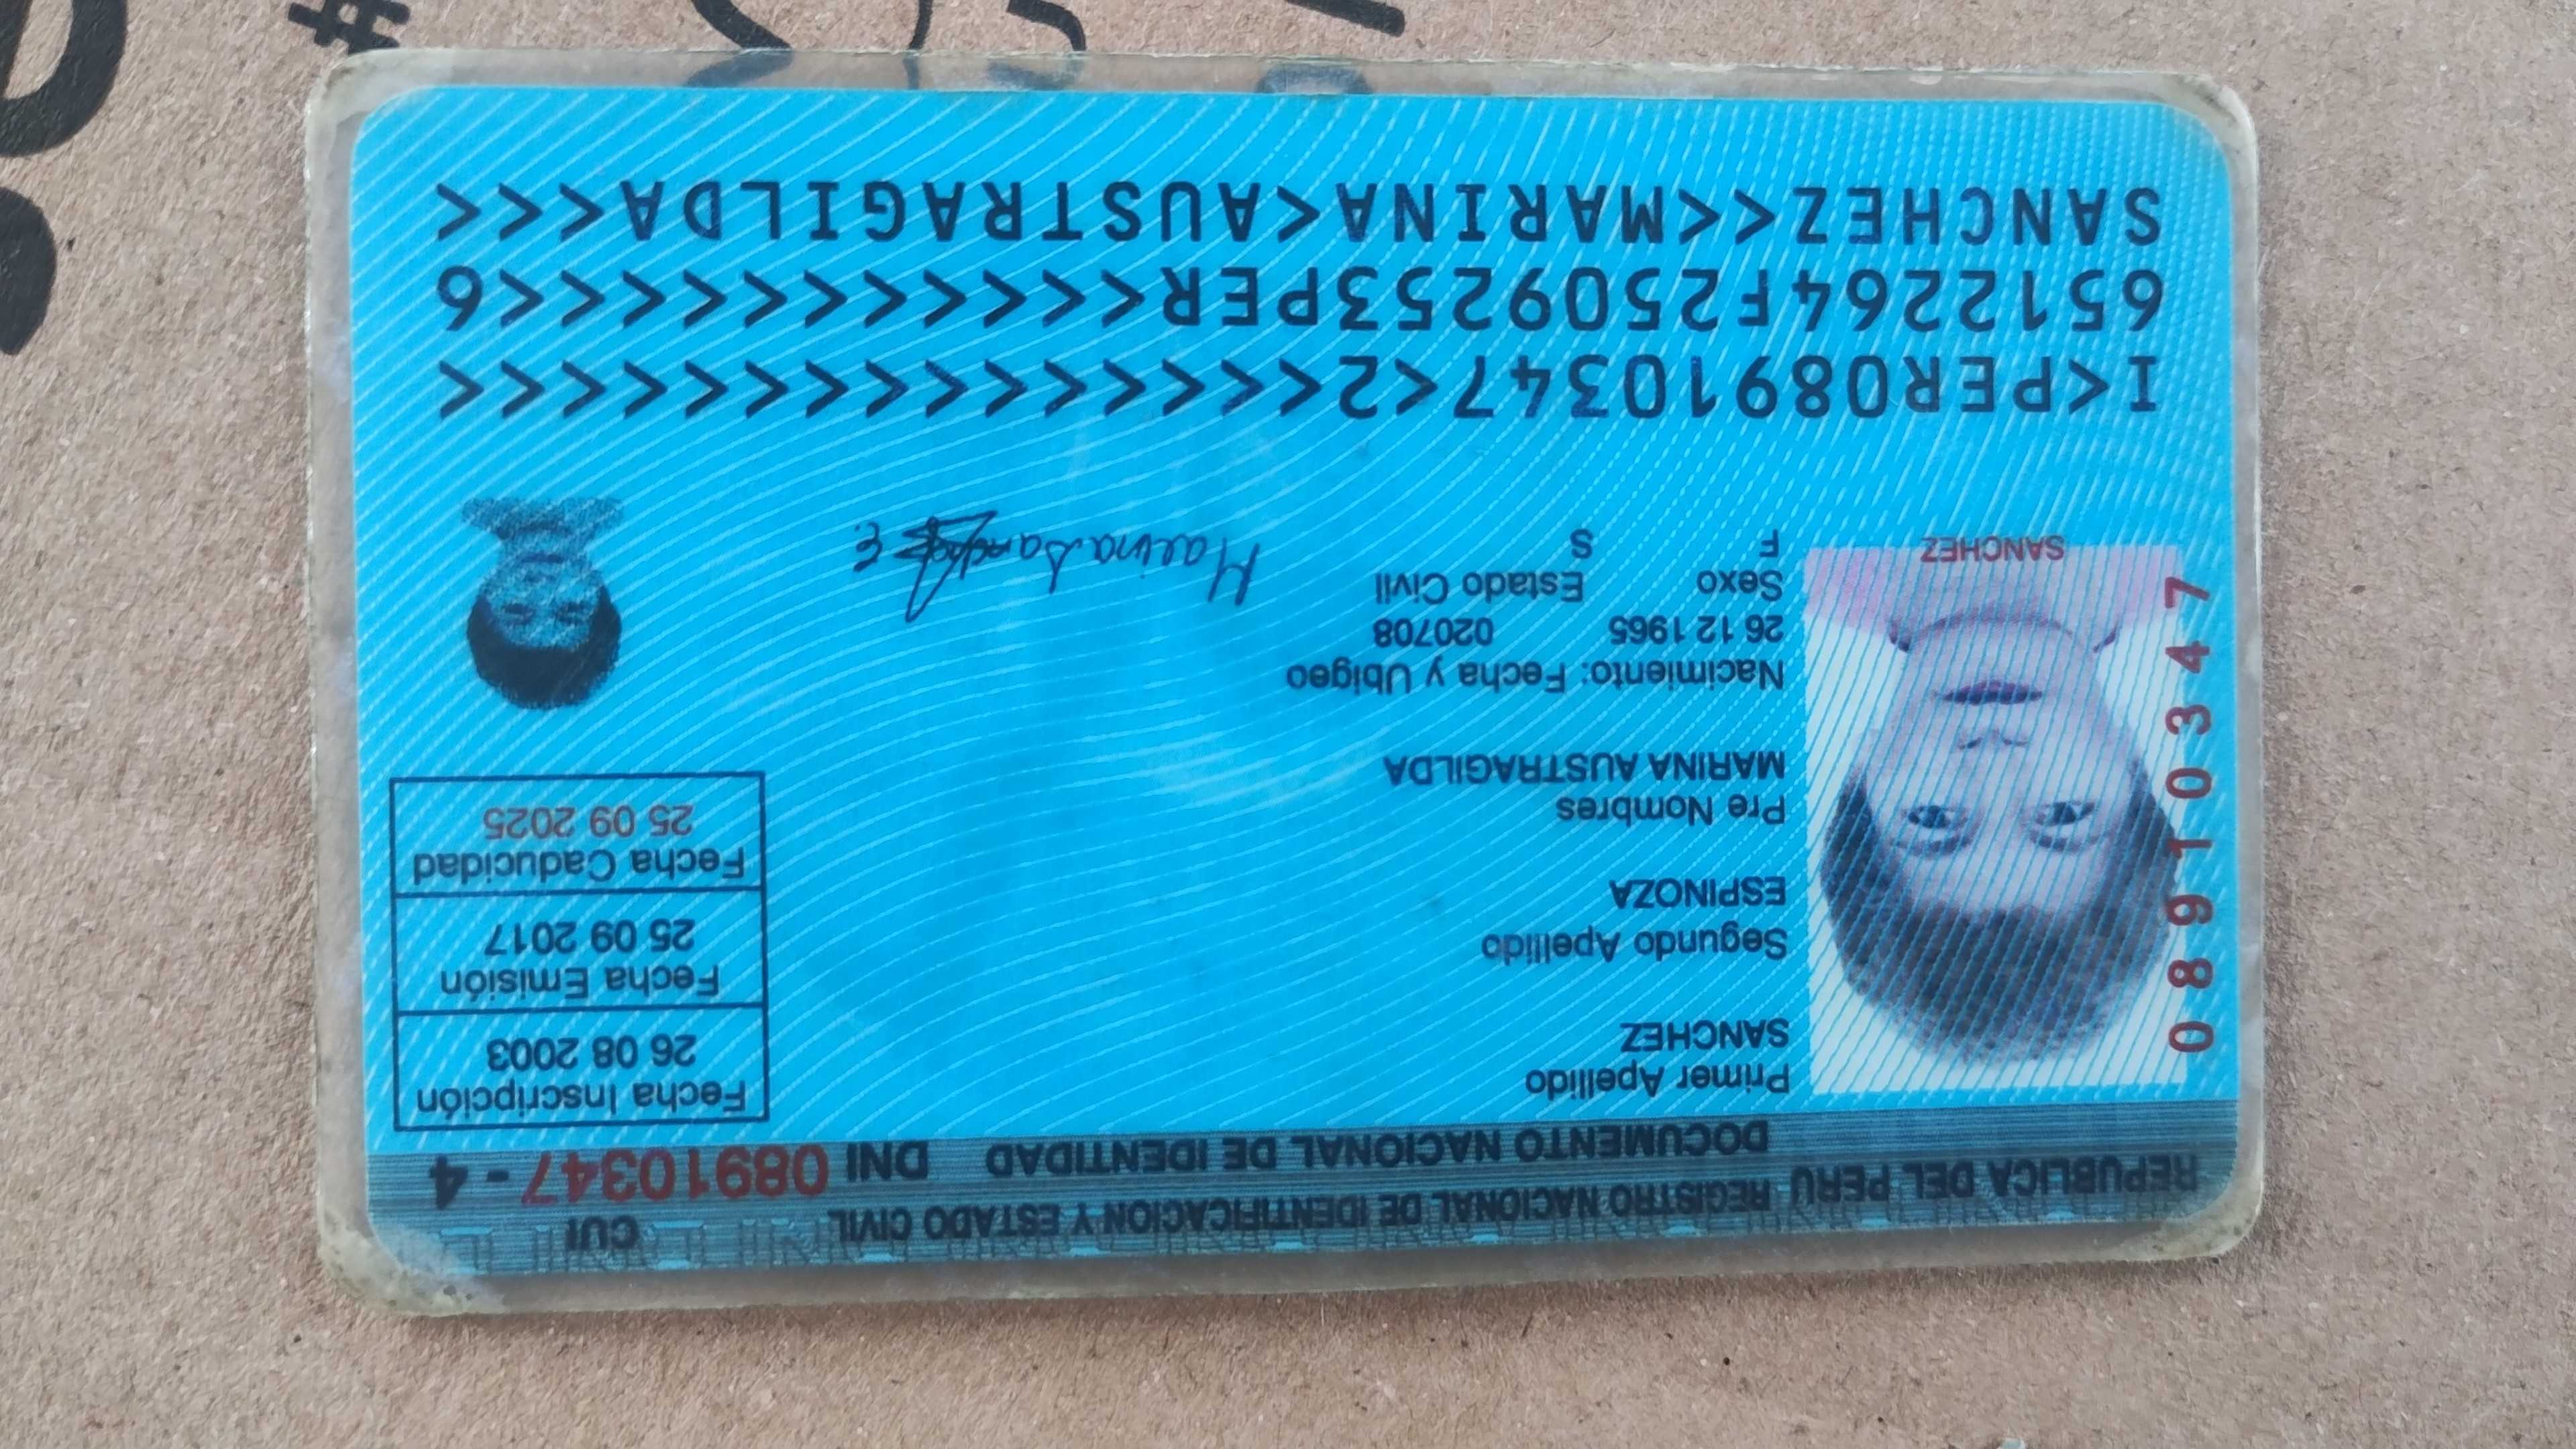 REPUBLICA DEL PERU REGISTRO NACIONAL DE IDENTIFICACION Y ESTADO CIVIL CUI
DOCUMENTO NACIONAL DE IDENTIDAD DNI 08910347 - 4
Primer Apellido
SANCHEZ
Segundo Apellido
ESPINOZA
Pre Nombres
MARINA AUSTRAGILDA
Nacimiento: Fecha y Ubigeo
26 12 1965 020708
Sexo Estado Civil
F S
Fecha Inscripción
26 08 2003
Fecha Emisión
25 09 2017
Fecha Caducidad
25 09 2025
08910347
SANCHEZ
Marina Sanchez E.
I<PER08910347<2<<<<<<<<<<<<<<<
6512264F2509253PER<<<<<<<<<<<6
SANCHEZ<<MARINA<AUSTRAGILDA<<<